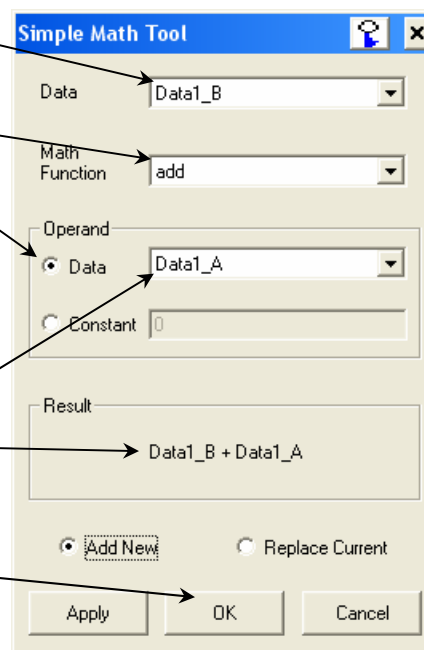 Simple Math Tool
Data Data1_B
Math
Function add
Operand
Data Data1_A
Constant 0
Result
Data1_B + Data1_A
Add New Replace Current
Apply OK Cancel